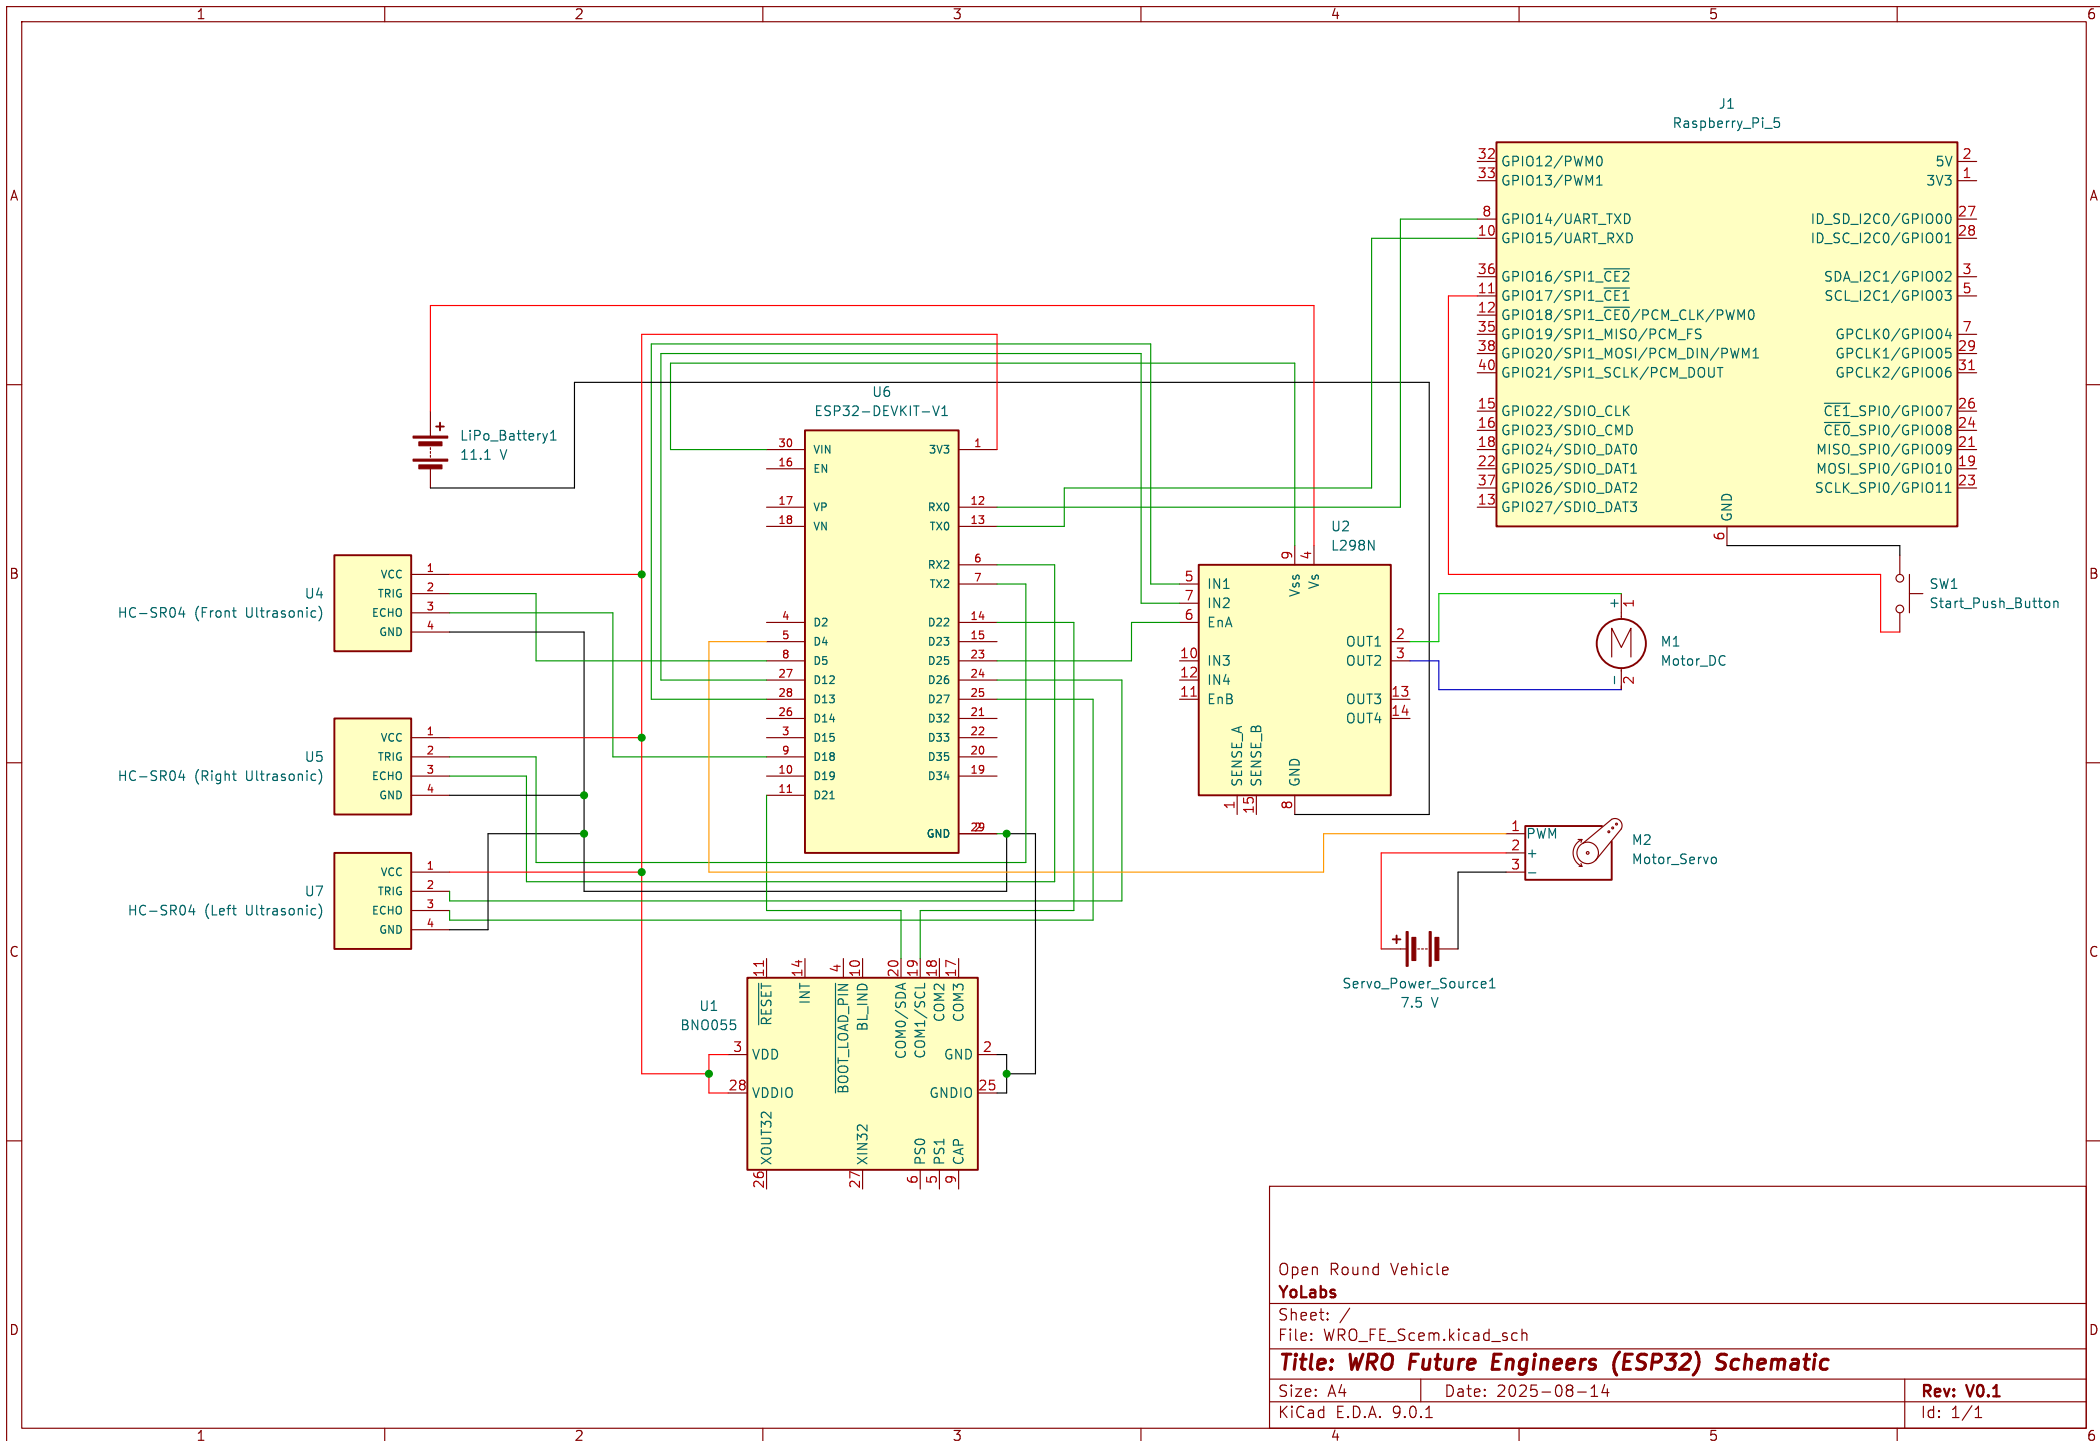 1 2 3 4 5 6
A A
B B
C C
D D
J1
Raspberry_Pi_5
32 GPIO12/PWM0 5V 2
33 GPIO13/PWM1 3V3 1
8 GPIO14/UART_TXD ID_SD_I2C0/GPIO00 27
10 GPIO15/UART_RXD ID_SC_I2C0/GPIO01 28
36 GPIO16/SPI1_CE2 SDA_I2C1/GPIO02 3
11 GPIO17/SPI1_CE1 SCL_I2C1/GPIO03 5
12 GPIO18/SPI1_CE0/PCM_CLK/PWM0
35 GPIO19/SPI1_MISO/PCM_FS GPCLK0/GPIO04 7
38 GPIO20/SPI1_MOSI/PCM_DIN/PWM1 GPCLK1/GPIO05 29
40 GPIO21/SPI1_SCLK/PCM_DOUT GPCLK2/GPIO06 31
15 GPIO22/SDIO_CLK CE1_SPI0/GPIO07 26
16 GPIO23/SDIO_CMD CE0_SPI0/GPIO08 24
18 GPIO24/SDIO_DAT0 MISO_SPI0/GPIO09 21
22 GPIO25/SDIO_DAT1 MOSI_SPI0/GPIO10 19
37 GPIO26/SDIO_DAT2 SCLK_SPI0/GPIO11 23
13 GPIO27/SDIO_DAT3
GND
6
+
LiPo_Battery1
11.1 V
U6
ESP32-DEVKIT-V1
30 VIN 3V3 1
16 EN
17 VP RX0 12
18 VN TX0 13
RX2 6
TX2 7
4 D2 D22 14
5 D4 D23 15
8 D5 D25 23
27 D12 D26 24
28 D13 D27 25
26 D14 D32 21
3 D15 D33 22
9 D18 D35 20
10 D19 D34 19
11 D21
GND 29
U2
L298N
9 4
Vss Vs
5 IN1
7 IN2
6 EnA
OUT1 2
10 IN3 OUT2 3
12 IN4
11 EnB OUT3 13
OUT4 14
SENSE_A SENSE_B GND
1 15 8
SW1
Start_Push_Button
+ 1
M
M1
Motor_DC
- 2
U4
HC-SR04 (Front Ultrasonic)
VCC 1
TRIG 2
ECHO 3
GND 4
U5
HC-SR04 (Right Ultrasonic)
VCC 1
TRIG 2
ECHO 3
GND 4
U7
HC-SR04 (Left Ultrasonic)
VCC 1
TRIG 2
ECHO 3
GND 4
1 PWM
2 +
3 -
M2
Motor_Servo
+
Servo_Power_Source1
7.5 V
U1
BNO055
11 14 4 10 20 19 18 17
RESET INT BOOT_LOAD_PIN BL_IND COM0/SDA COM1/SCL COM2 COM3
3 VDD GND 2
28 VDDIO GNDIO 25
XOUT32 XIN32 PS0 PS1 CAP
26 27 6 5 9
Open Round Vehicle
YoLabs
Sheet: /
File: WRO_FE_Scem.kicad_sch
Title: WRO Future Engineers (ESP32) Schematic
Size: A4 Date: 2025-08-14 Rev: V0.1
KiCad E.D.A. 9.0.1 Id: 1/1
1 2 3 4 5 6